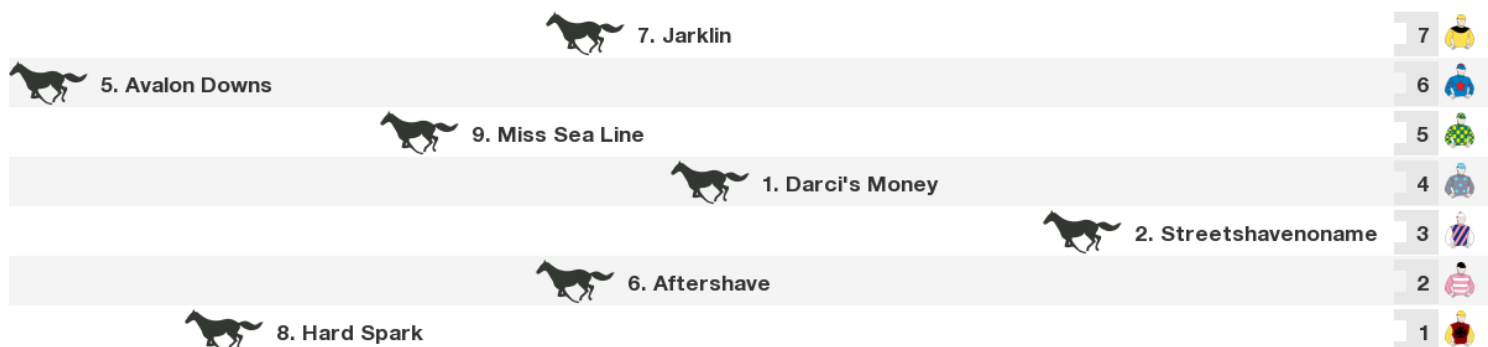 7. Jarklin 7
5. Avalon Downs 6
9. Miss Sea Line 5
1. Darci's Money 4
2. Streetshavenoname 3
6. Aftershave 2
8. Hard Spark 1